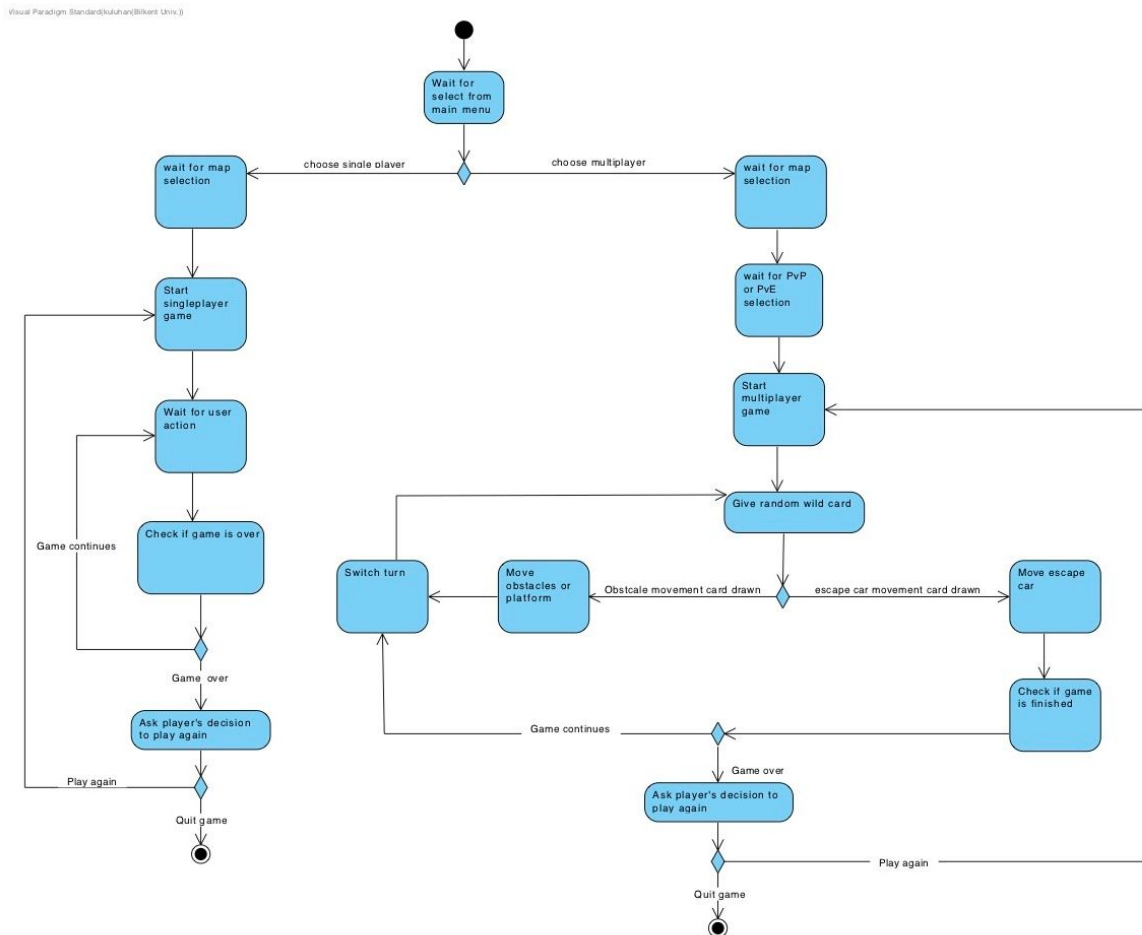 Visual Paradigm Standard(kuluhan(Bilkent Univ.))
Wait for
select from
main menu
choose single player
choose multiplayer
wait for map
selection
wait for map
selection
wait for PvP
or PvE
selection
Start
singleplayer
game
Start
multiplayer
game
Wait for user
action
Give random wild card
Check if game is over
Game continues
Switch turn
Move
obstacles or
platform
Obstcale movement card drawn
escape car movement card drawn
Move escape
car
Game over
Check if game
is finished
Ask player's decision
to play again
Game continues
Game over
Play again
Ask player's decision to
play again
Quit game
Play again
Quit game